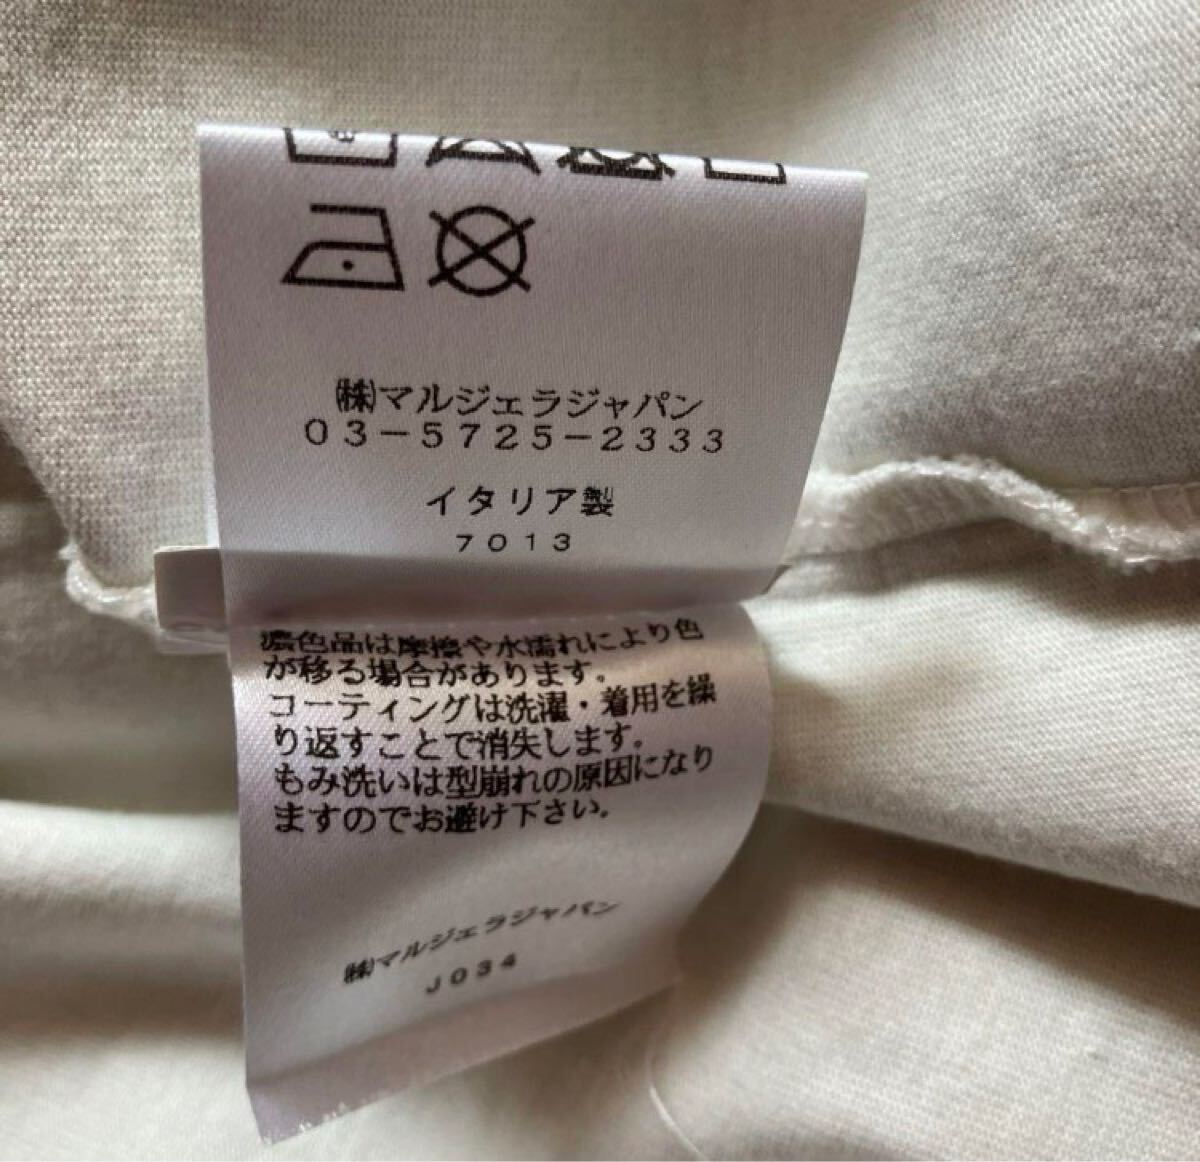 ㈱マルジェラジャパン
03-5725-2333
イタリア製
7013
濃色品は摩擦や水濡れにより色
が移る場合があります。
コーティングは洗濯・着用を繰
り返すことで消失します。
もみ洗いは型崩れの原因になり
ますのでお避け下さい。
㈱マルジェラジャパン
J034